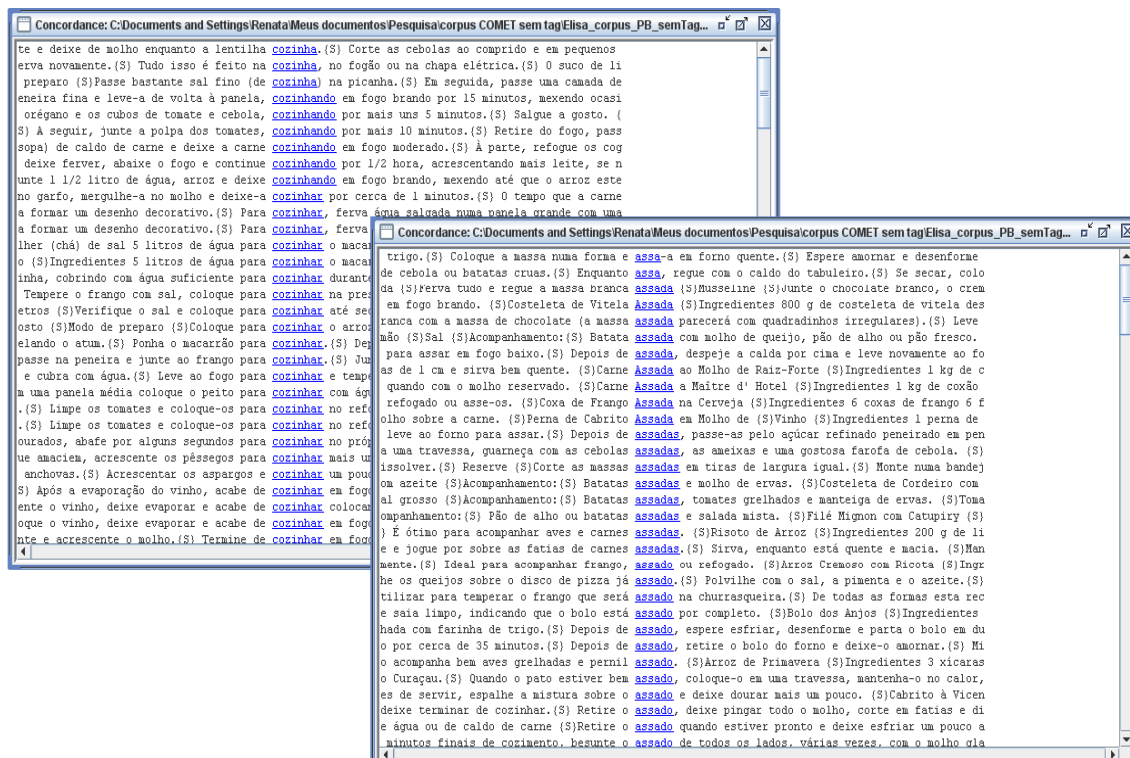 Concordance: C:\Documents and Settings\Renata\Meus documentos\Pesquisa\corpus COMET sem tag\Elisa_corpus_PB_semTag...
te e deixe de molho enquanto a lentilha cozinha.{S} Corte as cebolas ao comprido e em pequenos
erva novamente.{S} Tudo isso é feito na cozinha, no fogão ou na chapa elétrica.{S} O suco de li
preparo {S}Passe bastante sal fino (de cozinha) na picanha.{S} Em seguida, passe uma camada de
eneira fina e leve-a de volta à panela, cozinhando em fogo brando por 15 minutos, mexendo ocasi
orégano e os cubos de tomate e cebola, cozinhando por mais uns 5 minutos.{S} Salgue a gosto. {
S} A seguir, junte a polpa dos tomates, cozinhando por mais 10 minutos.{S} Retire do fogo, pass
sopa) de caldo de carne e deixe a carne cozinhando em fogo moderado.{S} À parte, refogue os cog
deixe ferver, abaixe o fogo e continue cozinhando por 1/2 hora, acrescentando mais leite, se n
unte 1 1/2 litro de água, arroz e deixe cozinhando em fogo brando, mexendo até que o arroz este
no garfo, mergulhe-a no molho e deixe-a cozinhar por cerca de 1 minutos.{S} O tempo que a carne
a formar um desenho decorativo.{S} Para cozinhar, ferva água salgada numa panela grande com uma
a formar um desenho decorativo.{S} Para cozinhar, ferva
lher (chá) de sal 5 litros de água para cozinhar o macar
o {S}Ingredientes 5 litros de água para cozinhar o macar
inha, cobrindo com água suficiente para cozinhar durante
Tempere o frango com sal, coloque para cozinhar na pres
etros {S}Verifique o sal e coloque para cozinhar até sec
osto {S}Modo de preparo {S}Coloque para cozinhar o arroz
elando o atum.{S} Ponha o macarrão para cozinhar.{S} Dep
passe na peneira e junte ao frango para cozinhar.{S} Jun
e cubra com água.{S} Leve ao fogo para cozinhar e tempe
m uma panela média coloque o peito para cozinhar com águ
.{S} Limpe os tomates e coloque-os para cozinhar no refo
.{S} Limpe os tomates e coloque-os para cozinhar no refo
ourados, abafe por alguns segundos para cozinhar no próp
ue amaciem, acrescente os pêssegos para cozinhar mais um
anchovas.{S} Acrescentar os aspargos e cozinhar um pouc
S} Após a evaporação do vinho, acabe de cozinhar em fogo
ente o vinho, deixe evaporar e acabe de cozinhar colocan
oque o vinho, deixe evaporar e acabe de cozinhar em fogo
nte e acrescente o molho.{S} Termine de cozinhar em fogo
Concordance: C:\Documents and Settings\Renata\Meus documentos\Pesquisa\corpus COMET sem tag\Elisa_corpus_PB_semTag...
trigo.{S} Coloque a massa numa forma e assa-a em forno quente.{S} Espere amornar e desenforme
de cebola ou batatas cruas.{S} Enquanto assa, regue com o caldo do tabuleiro.{S} Se secar, colo
da {S}Ferva tudo e regue a massa branca assada {S}Musseline {S}Junte o chocolate branco, o crem
em fogo brando. {S}Costeleta de Vitela Assada {S}Ingredientes 800 g de costeleta de vitela des
ranca com a massa de chocolate (a massa assada parecerá com quadradinhos irregulares).{S} Leve
mão {S}Sal {S}Acompanhamento:{S} Batata assada com molho de queijo, pão de alho ou pão fresco.
para assar em fogo baixo.{S} Depois de assada, despeje a calda por cima e leve novamente ao fo
as de 1 cm e sirva bem quente. {S}Carne Assada ao Molho de Raiz-Forte {S}Ingredientes 1 kg de c
quando com o molho reservado. {S}Carne Assada a Maître d' Hotel {S}Ingredientes 1 kg de coxão
refogado ou asse-os. {S}Coxa de Frango Assada na Cerveja {S}Ingredientes 6 coxas de frango 6 f
olho sobre a carne. {S}Perna de Cabrito Assada em Molho de {S}Vinho {S}Ingredientes 1 perna de
leve ao forno para assar.{S} Depois de assadas, passe-as pelo açúcar refinado peneirado em pen
a uma travessa, guarneça com as cebolas assadas, as ameixas e uma gostosa farofa de cebola. {S
issolver.{S} Reserve {S}Corte as massas assadas em tiras de largura igual.{S} Monte numa bandej
om azeite {S}Acompanhamento:{S} Batatas assadas e molho de ervas. {S}Costeleta de Cordeiro com
al grosso {S}Acompanhamento:{S} Batatas assadas, tomates grelhados e manteiga de ervas. {S}Toma
ompanhamento:{S} Pão de alho ou batatas assadas e salada mista. {S}Filé Mignon com Catupiry {S
} É ótimo para acompanhar aves e carnes assadas. {S}Risoto de Arroz {S}Ingredientes 200 g de li
e e jogue por sobre as fatias de carnes assadas.{S} Sirva, enquanto está quente e macia. {S}Man
mente.{S} Ideal para acompanhar frango, assado ou refogado. {S}Arroz Cremoso com Ricota {S}Ingr
he os queijos sobre o disco de pizza já assado.{S} Polvilhe com o sal, a pimenta e o azeite.{S}
tilizar para temperar o frango que será assado na churrasqueira.{S} De todas as formas esta rec
e saia limpo, indicando que o bolo está assado por completo. {S}Bolo dos Anjos {S}Ingredientes
hada com farinha de trigo.{S} Depois de assado, espere esfriar, desenforme e parta o bolo em du
o por cerca de 35 minutos.{S} Depois de assado, retire o bolo do forno e deixe-o amornar.{S} Mi
o acompanha bem aves grelhadas e pernil assado. {S}Arroz de Primavera {S}Ingredientes 3 xícaras
o Curaçau.{S} Quando o pato estiver bem assado, coloque-o em uma travessa, mantenha-o no calor,
es de servir, espalhe a mistura sobre o assado e deixe dourar mais um pouco. {S}Cabrito à Vicen
deixe terminar de cozinhar.{S} Retire o assado, deixe pingar todo o molho, corte em fatias e di
e água ou de caldo de carne {S}Retire o assado quando estiver pronto e deixe esfriar um pouco a
minutos finais de cozimento, besunte o assado de todos os lados, várias vezes, com o molho gla